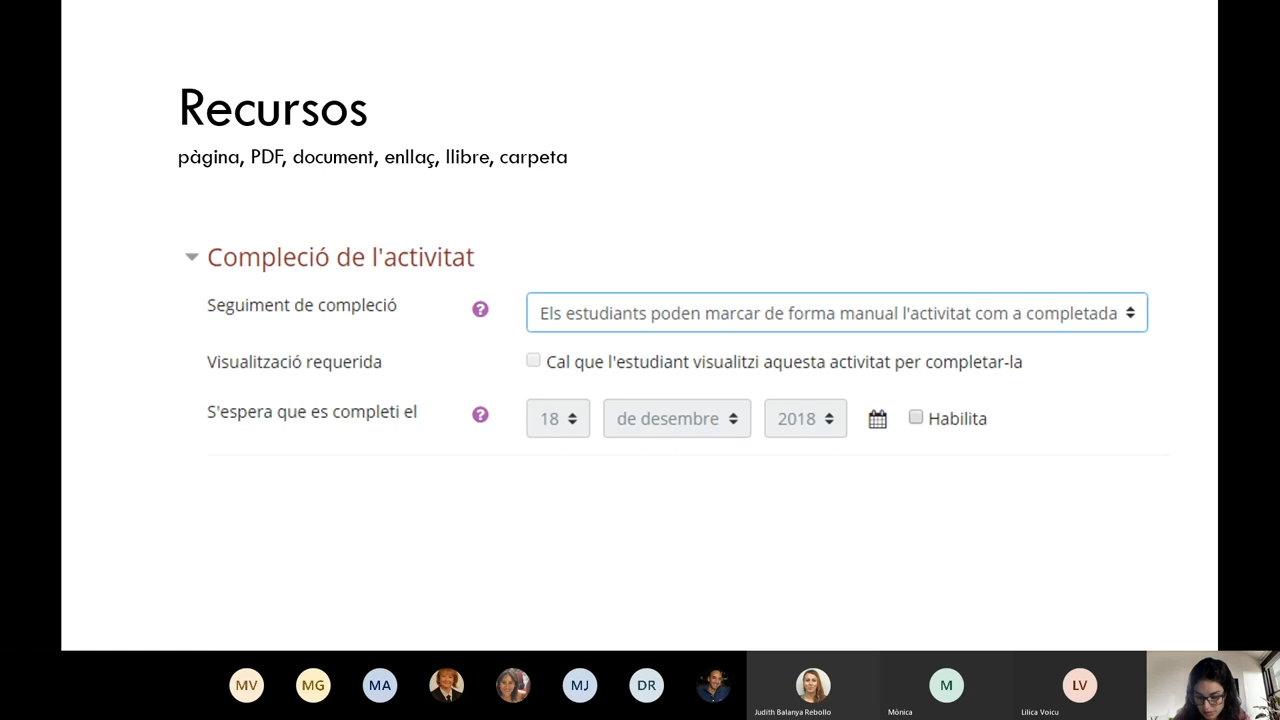 Recursos
pàgina, PDF, document, enllaç, llibre, carpeta
Compleció de l'activitat
Seguiment de compleció
Els estudiants poden marcar de forma manual l'activitat com a completada
Visualització requerida
Cal que l'estudiant visualitzi aquesta activitat per completar-la
S'espera que es completi el
18 de desembre 2018 Habilita
MV MG MA MJ DR M LV
Judith Balanya Rebollo Mònica Lilica Voicu